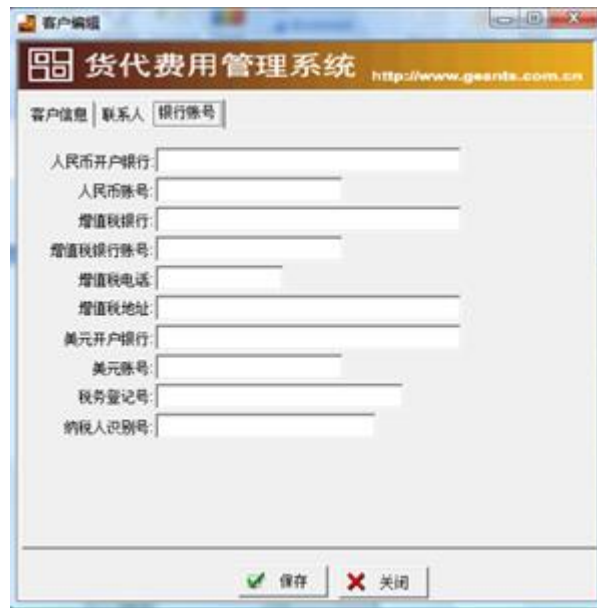 客户编辑
货代费用管理系统 http://www.geants.com.cn
客户信息 联系人 银行账号
人民币开户银行:
人民币账号:
增值税银行:
增值税银行账号:
增值税电话:
增值税地址:
美元开户银行:
美元账号:
税务登记号:
纳税人识别号:
保存 关闭